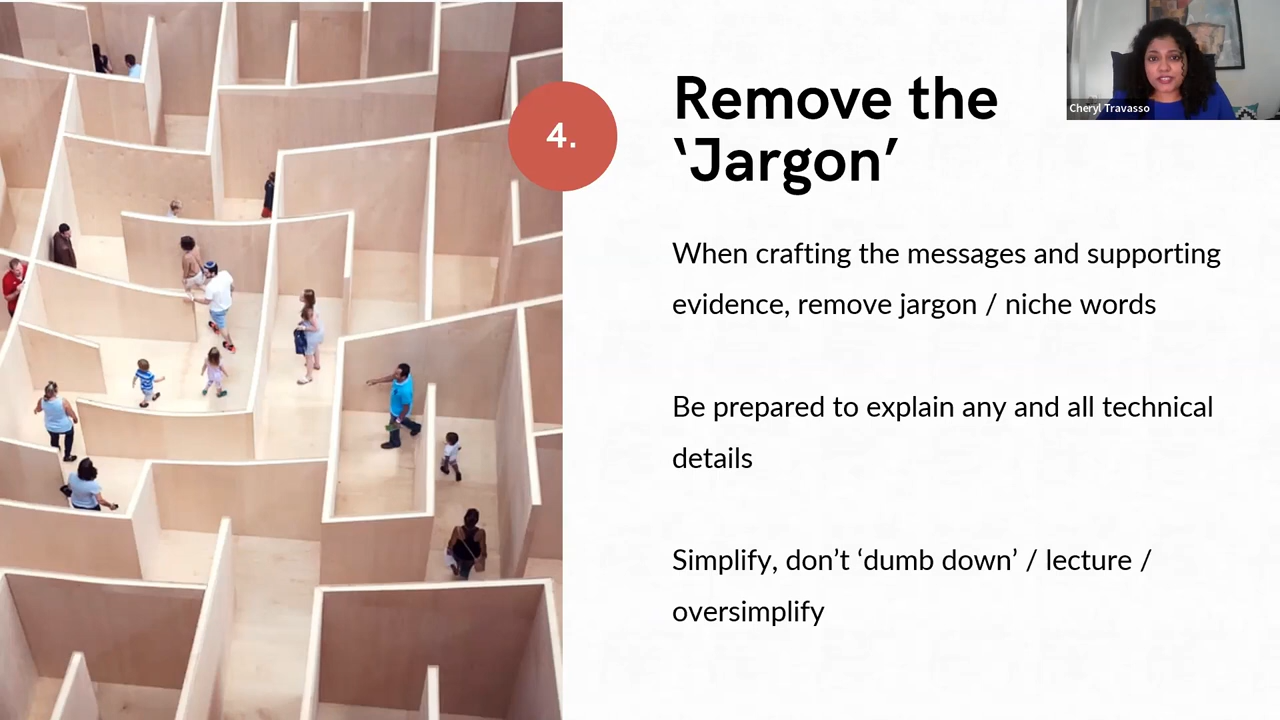 4.
Remove the
‘Jargon’
Cheryl Travasso
When crafting the messages and supporting
evidence, remove jargon / niche words
Be prepared to explain any and all technical
details
Simplify, don’t ‘dumb down’ / lecture /
oversimplify